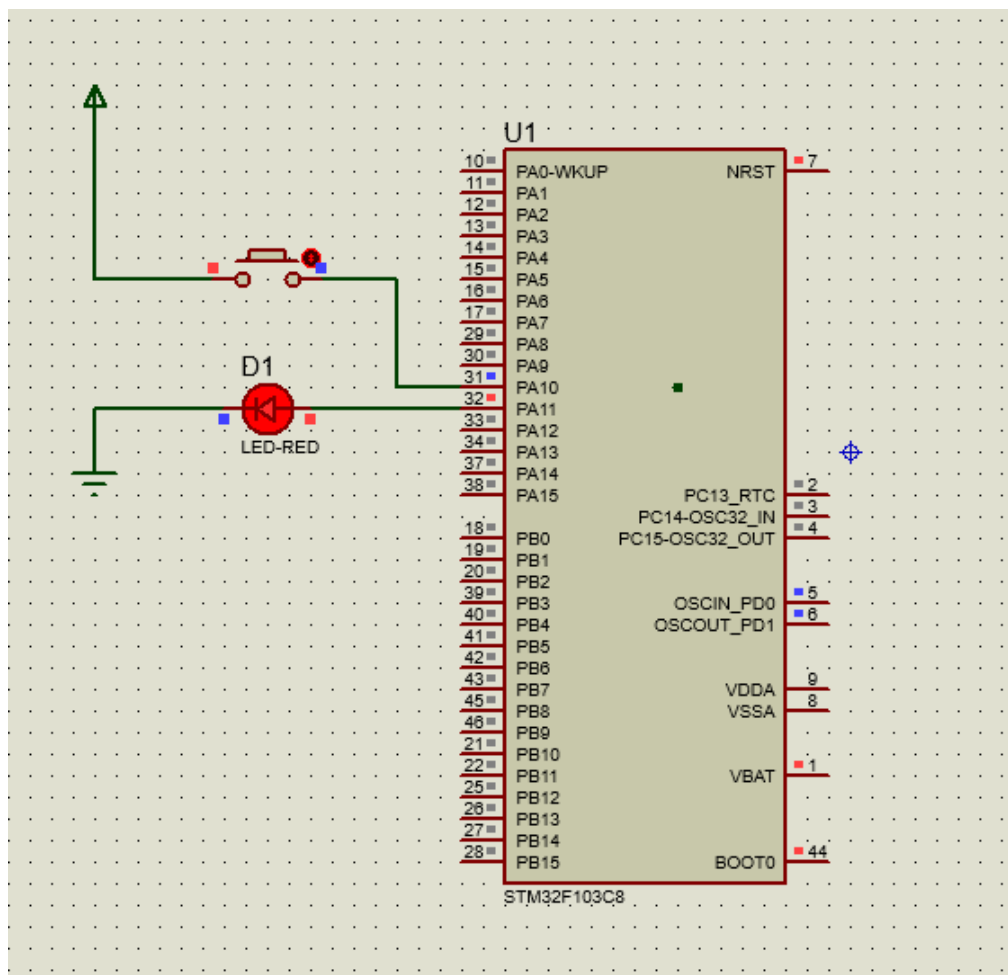 U1
10 PA0-WKUP NRST 7
11 PA1
12 PA2
13 PA3
14 PA4
15 PA5
16 PA6
17 PA7
29 PA8
30 PA9
31 PA10
D1
32 PA11
33 PA12
LED-RED
34 PA13
37 PA14
38 PA15 PC13_RTC 2
PC14-OSC32_IN 3
18 PB0 PC15-OSC32_OUT 4
19 PB1
20 PB2
39 PB3 OSCIN_PD0 5
40 PB4 OSCOUT_PD1 6
41 PB5
42 PB6
43 PB7 VDDA 9
45 PB8 VSSA 8
46 PB9
21 PB10
22 PB11 VBAT 1
25 PB12
26 PB13
27 PB14
28 PB15 BOOT0 44
STM32F103C8